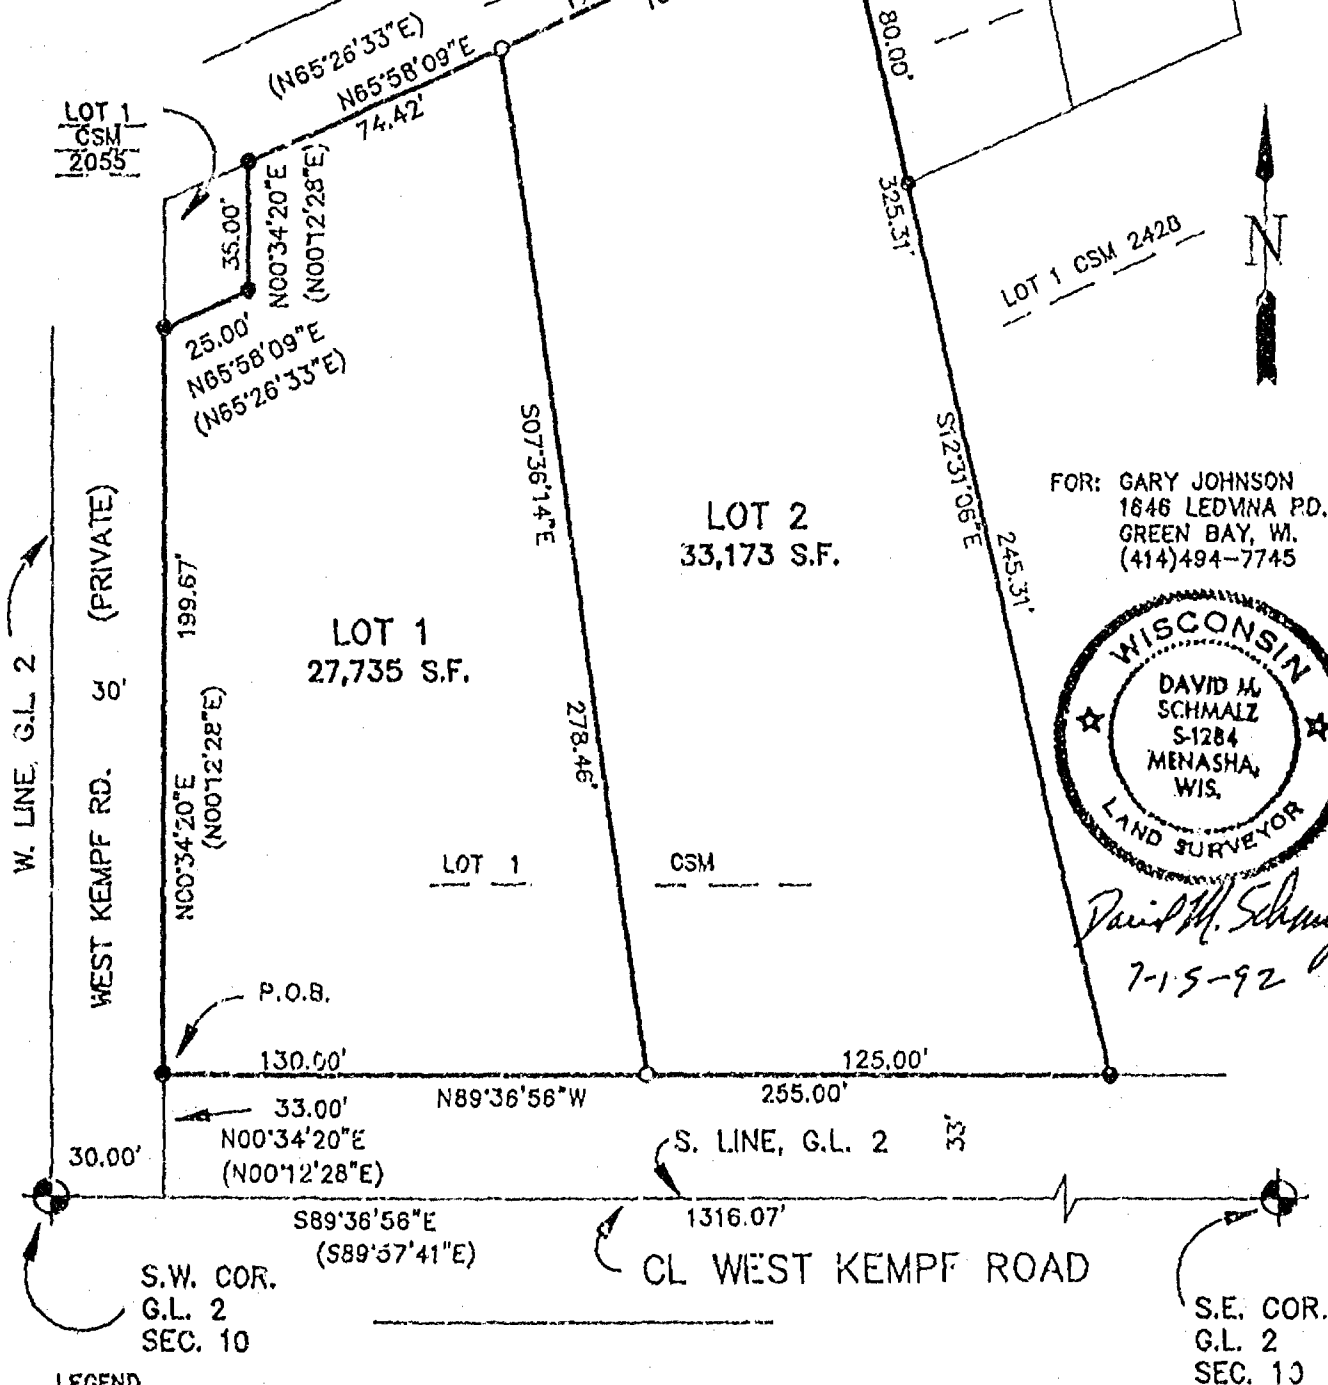 (N65°26'33"E)
N65°58'09"E
74.42'
LOT 1
CSM
2055
35.00'
N00°34'20"E
(N00°12'28"E)
25.00'
N65°58'09"E
(N65°26'33"E)
80.00'
325.31'
LOT 1 CSM 2428
N
S12°31'06"E
245.31'
FOR: GARY JOHNSON
1646 LEDVINA RD.
GREEN BAY, WI.
(414)494-7745
WISCONSIN
DAVID M.
SCHMALZ
S-1284
MENASHA,
WIS.
LAND SURVEYOR
David M.
7-15-92
S07°36'14"E
278.46'
LOT 2
33,173 S.F.
LOT 1
27,735 S.F.
199.67'
N00°34'20"E
(N00°12'28"E)
W. LINE, G.L. 2
WEST KEMPF RD. 30' (PRIVATE)
LOT 1 CSM
P.O.B.
130.00'
125.00'
N89°36'56"W
255.00'
33.00'
N00°34'20"E
(N00°12'28"E)
30.00'
S. LINE, G.L. 2
33'
S89°36'56"E
(S89°57'41"E)
1316.07'
CL WEST KEMPF ROAD
S.W. COR.
G.L. 2
SEC. 10
S.E. COR.
G.L. 2
SEC. 10
LEGEND